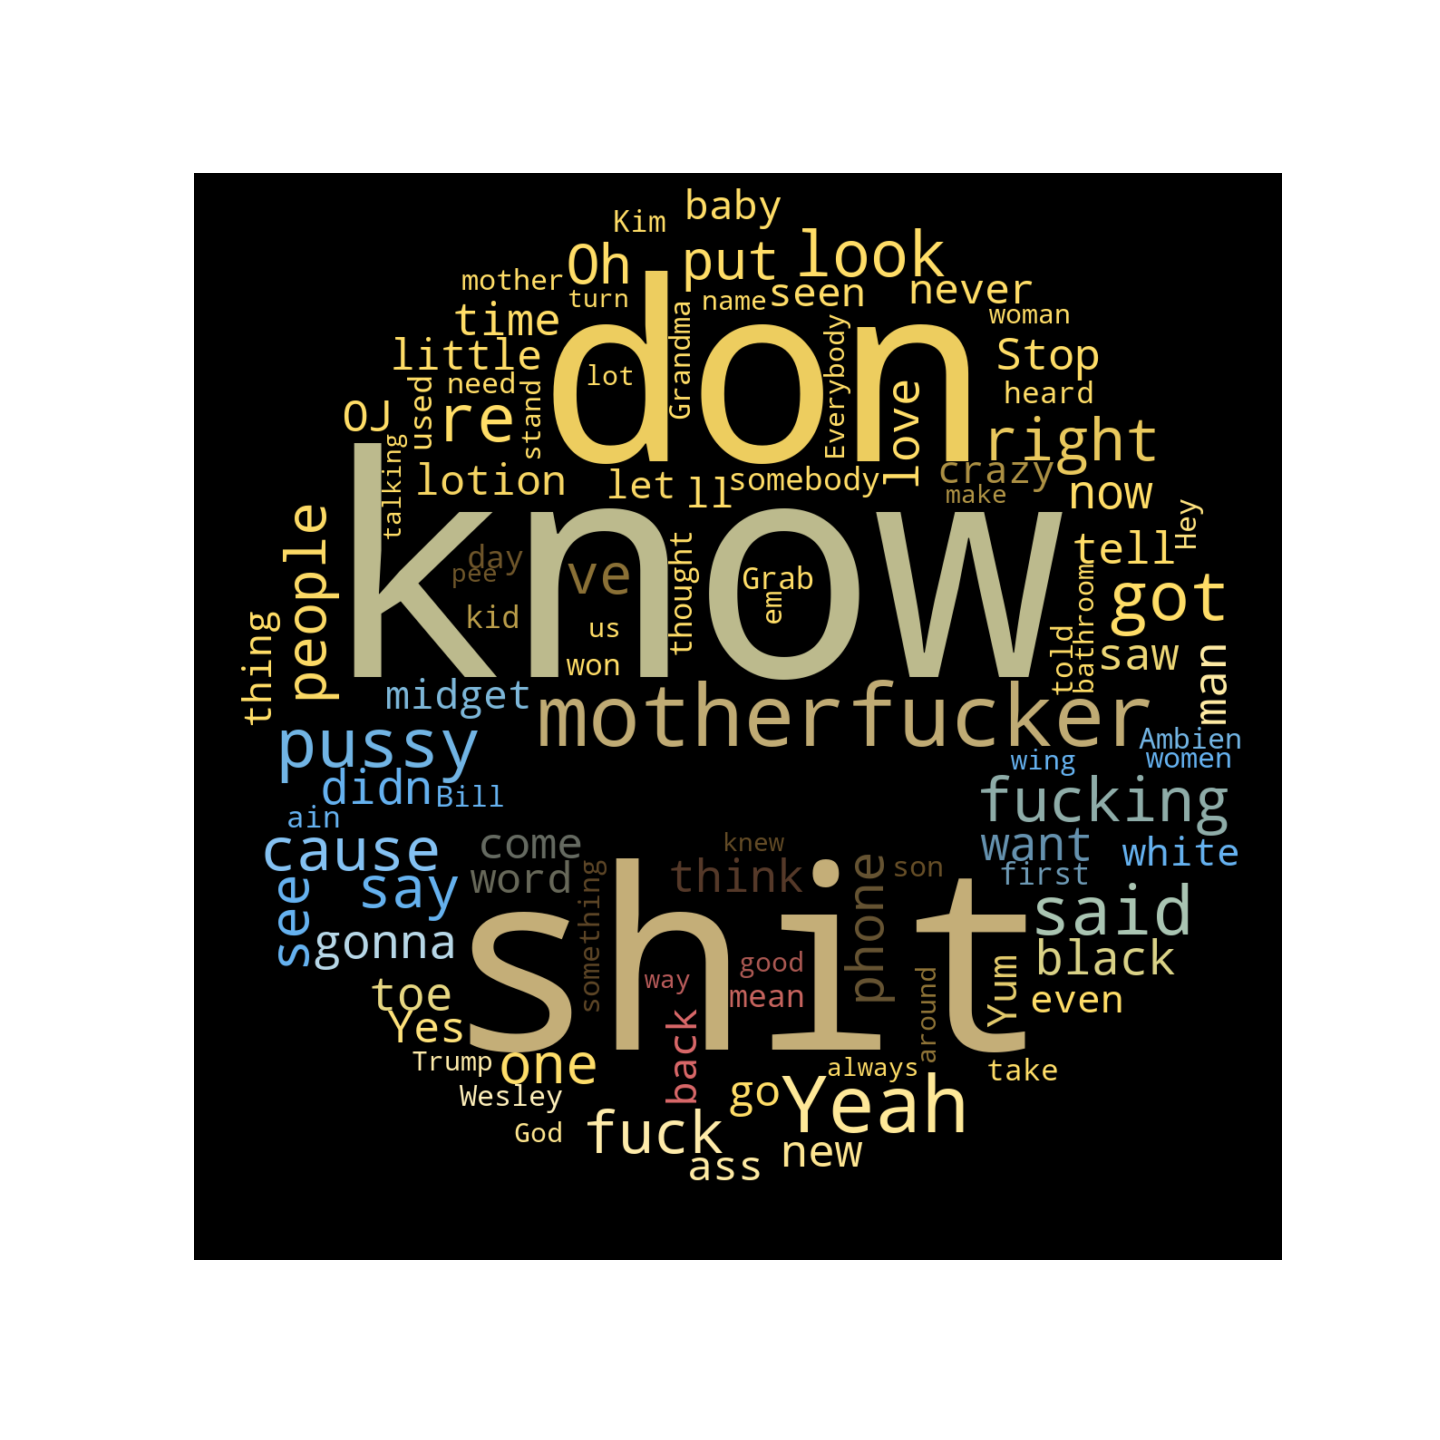 baby
Kim
Oh
put
look
mother
turn
name
seen
never
time
don
woman
little
need
lot
Grandma
Everybody
Stop
used
stand
love
heard
OJ
re
right
talking
lotion
let
ll
somebody
crazy
make
now
people
know
Hey
day
pee
ve
thought
Grab
em
tell
kid
us
bathroom
got
thing
won
told
saw
man
midget
motherfucker
pussy
Ambien
wing
women
didn
Bill
fucking
ain
cause
come
knew
want
white
see
say
word
something
think
phone
son
first
shit
said
gonna
good
black
way
mean
toe
Yes
back
around
Yum
even
Trump
one
always
take
Wesley
go
Yeah
God
fuck
new
ass